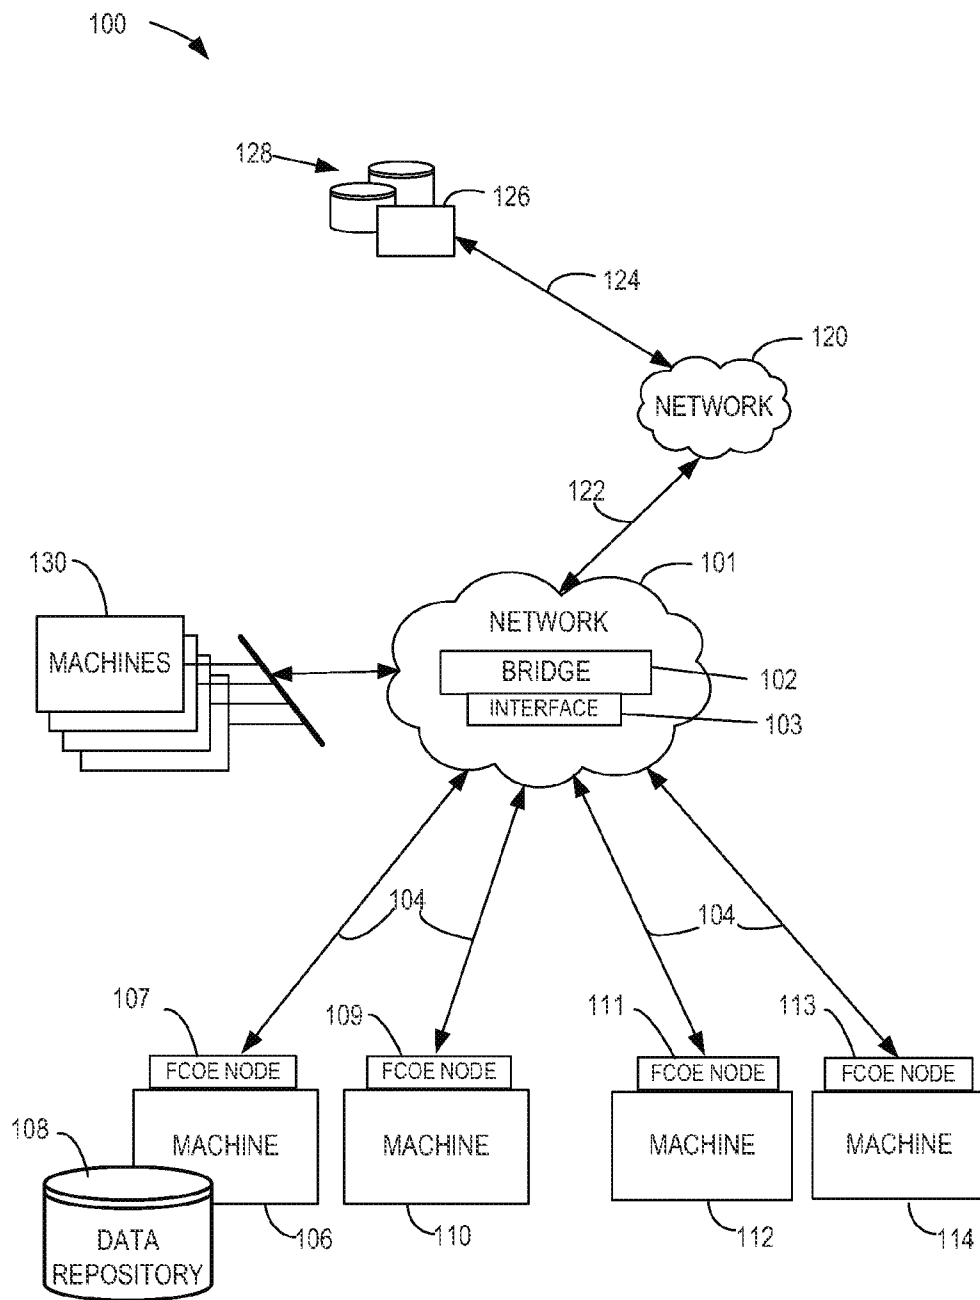 100
128
126
124
120
NETWORK
122
130
101
MACHINES
NETWORK
BRIDGE
102
INTERFACE
103
104
104
107
109
111
113
FCOE NODE
FCOE NODE
FCOE NODE
FCOE NODE
108
MACHINE
MACHINE
MACHINE
MACHINE
DATA
REPOSITORY
106
110
112
114